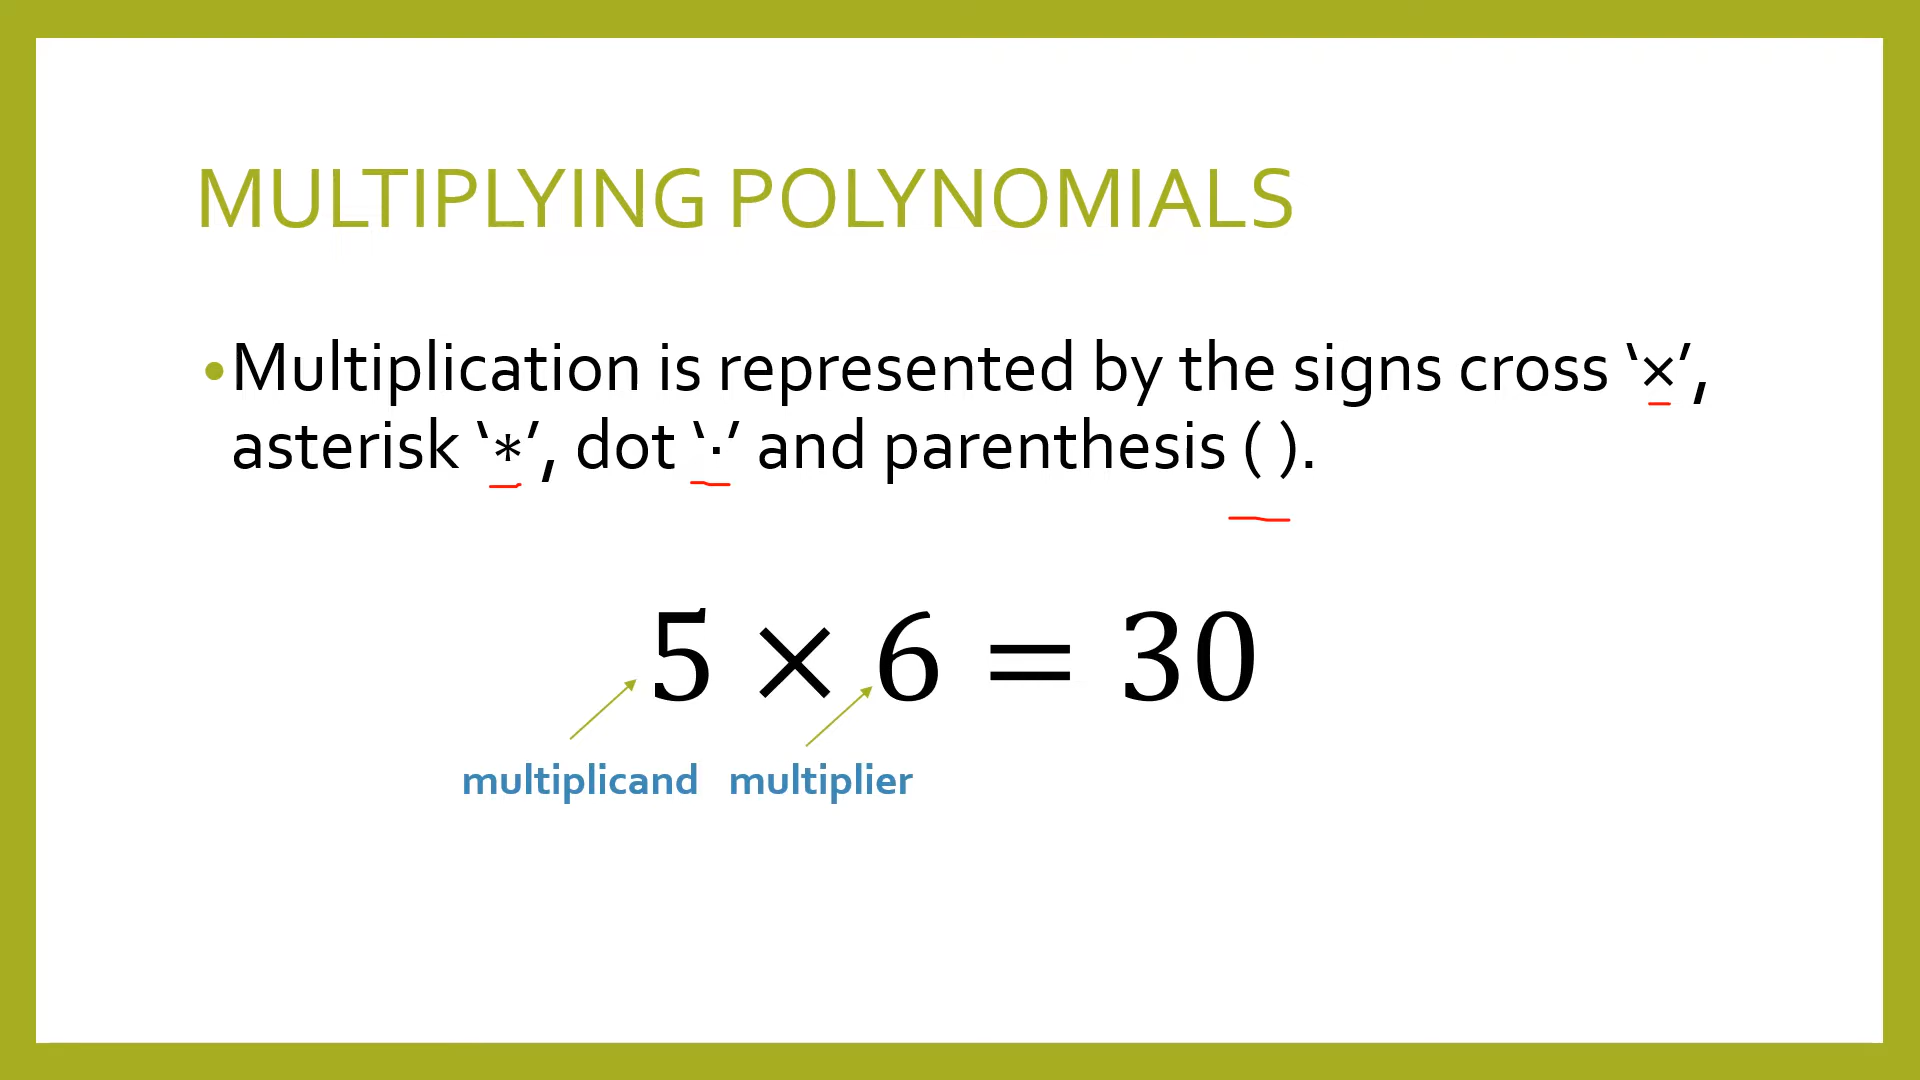 MULTIPLYING POLYNOMIALS
•Multiplication is represented by the signs cross ‘×’,
asterisk ‘∗’, dot ‘·’ and parenthesis ( ).
5 × 6 = 30
multiplicand multiplier